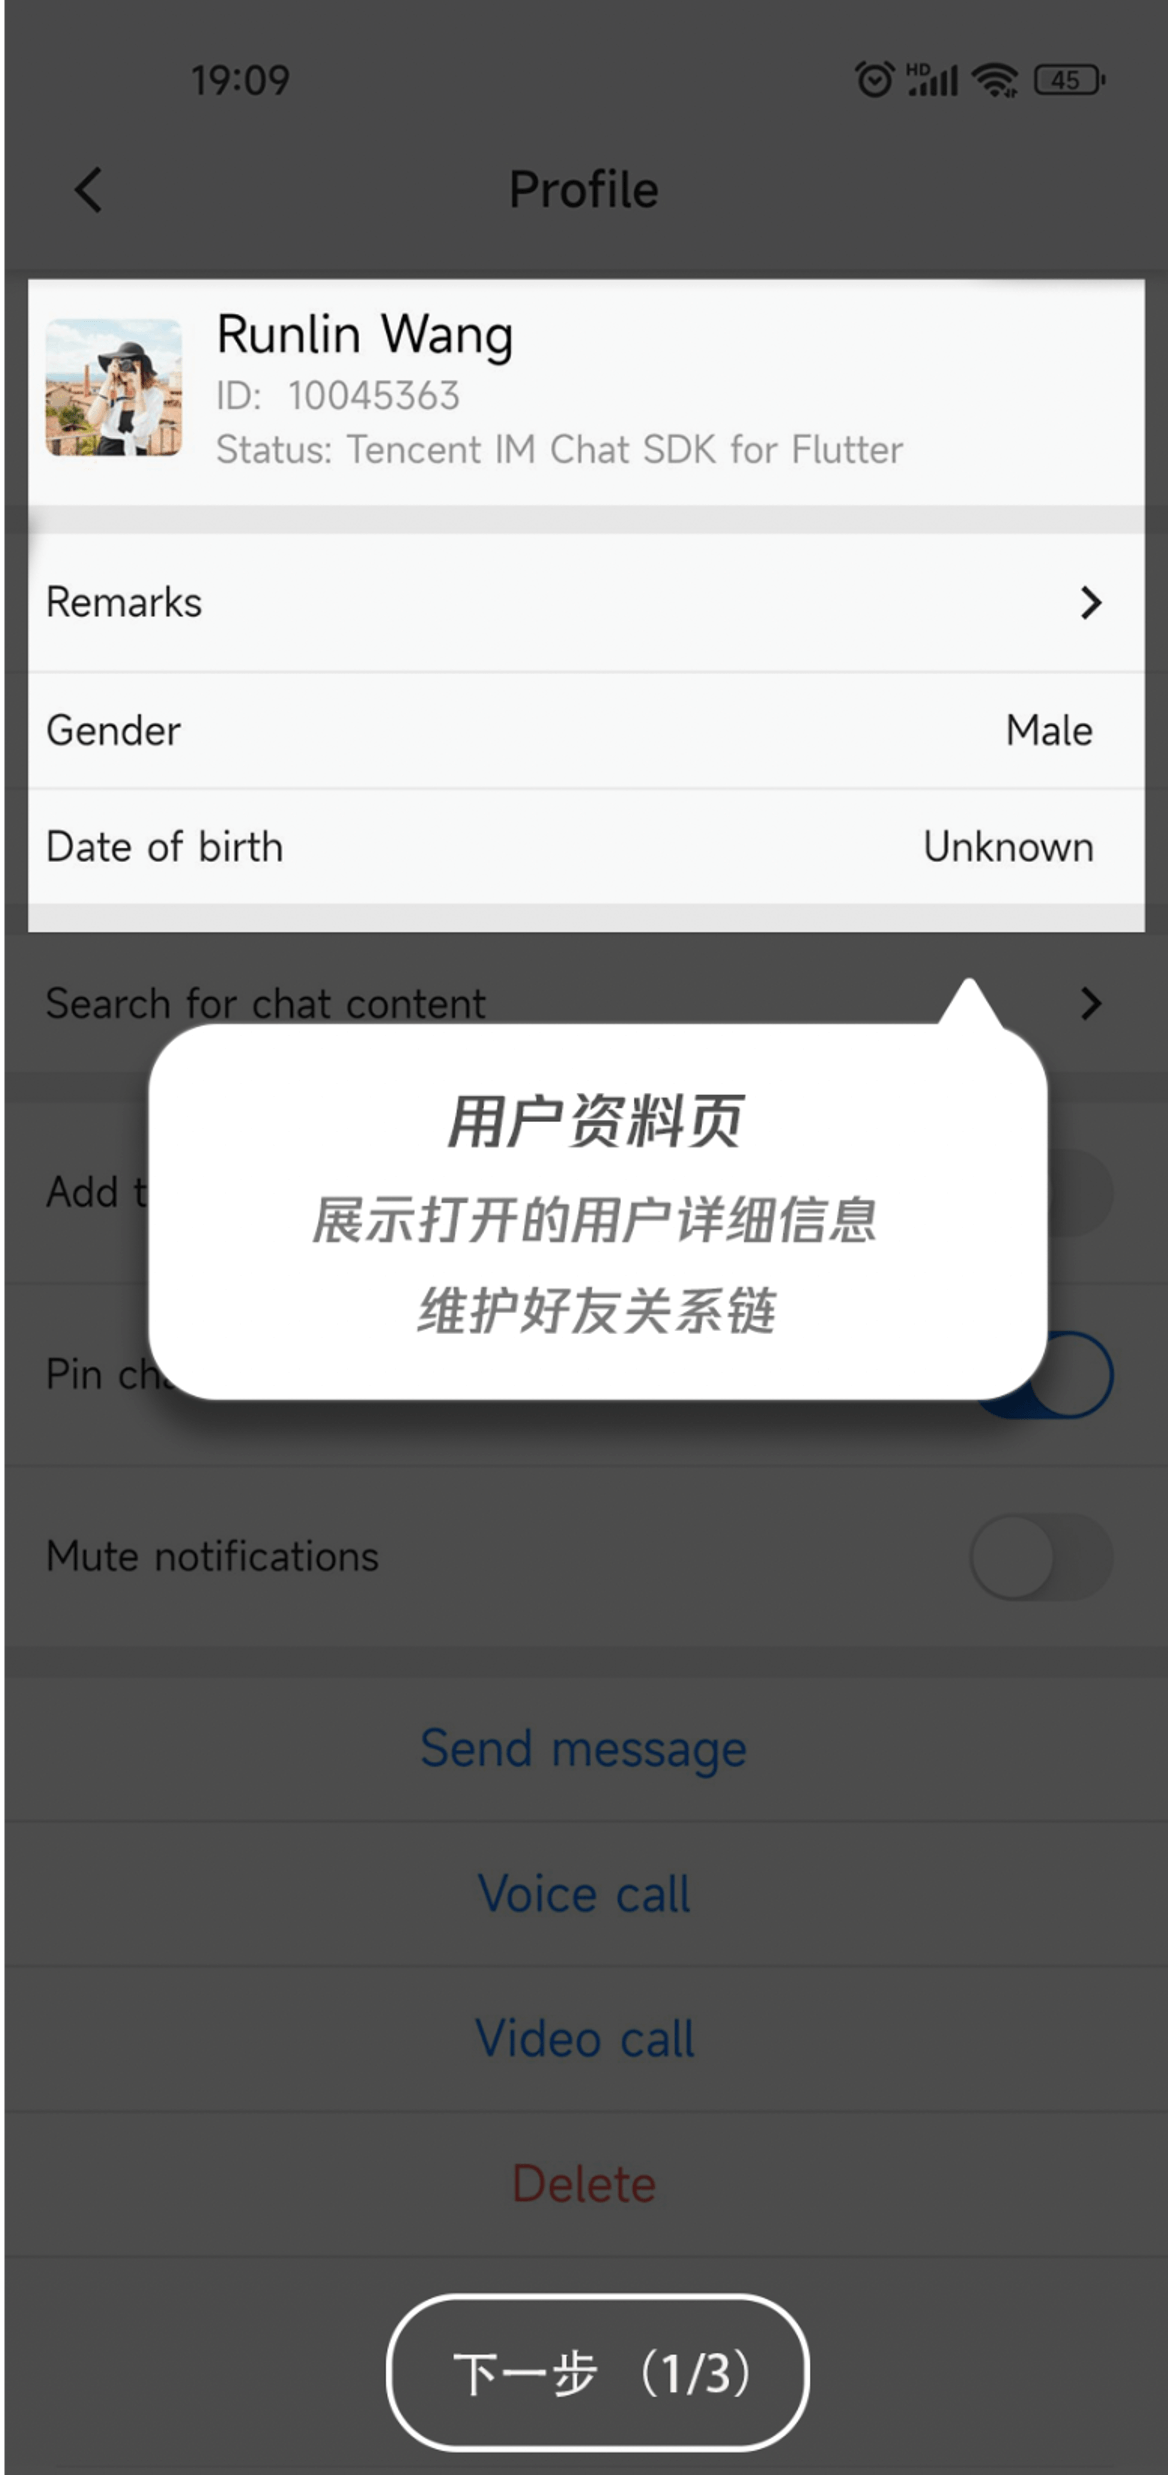 19:09
HD
45
Profile
Runlin Wang
ID: 10045363
Status: Tencent IM Chat SDK for Flutter
Remarks
Gender
Male
Date of birth
Unknown
Search for chat content
用户资料页
展示打开的用户详细信息
维护好友关系链
Add
Pin
Mute notifications
Send message
Voice call
Video call
Delete
下一步 （1/3）